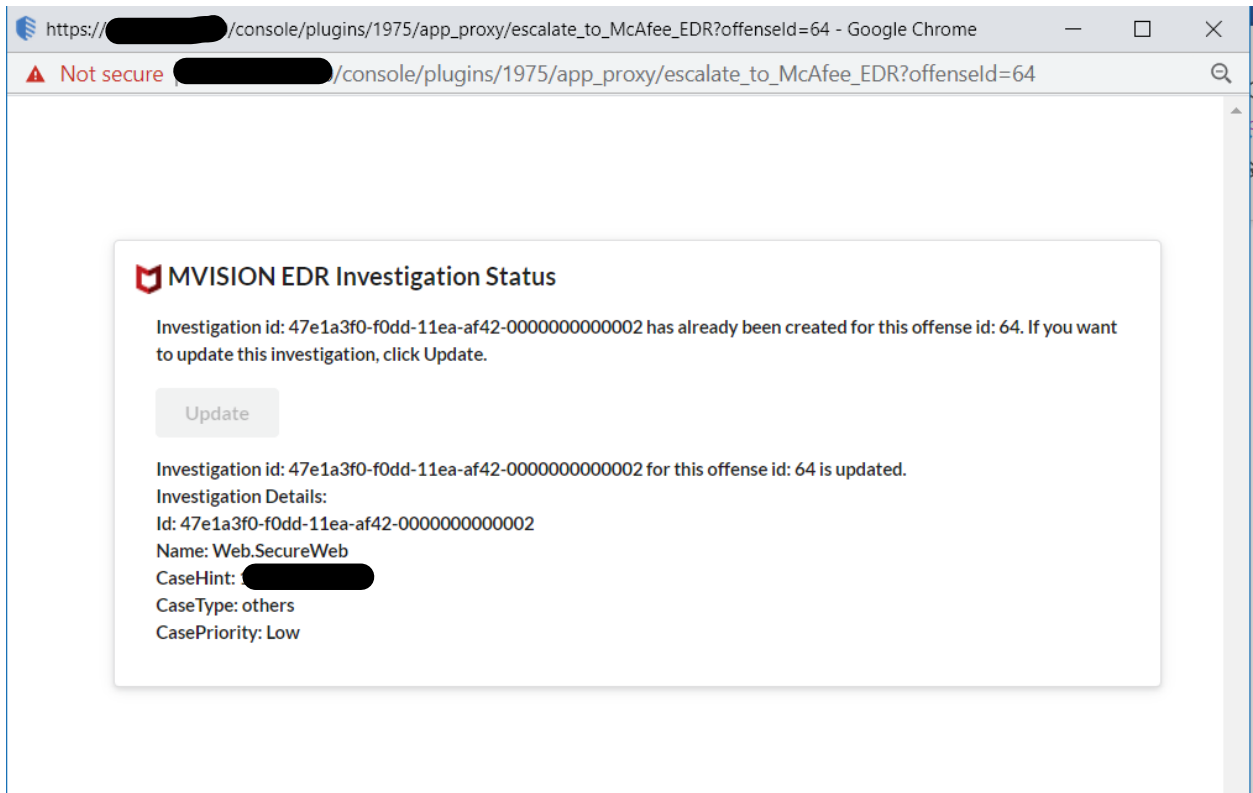 https:// /console/plugins/1975/app_proxy/escalate_to_McAfee_EDR?offenseId=64 - Google Chrome
Not secure /console/plugins/1975/app_proxy/escalate_to_McAfee_EDR?offenseId=64
MVISION EDR Investigation Status
Investigation id: 47e1a3f0-f0dd-11ea-af42-0000000000002 has already been created for this offense id: 64. If you want
to update this investigation, click Update.
Update
Investigation id: 47e1a3f0-f0dd-11ea-af42-0000000000002 for this offense id: 64 is updated.
Investigation Details:
Id: 47e1a3f0-f0dd-11ea-af42-0000000000002
Name: Web.SecureWeb
CaseHint:
CaseType: others
CasePriority: Low